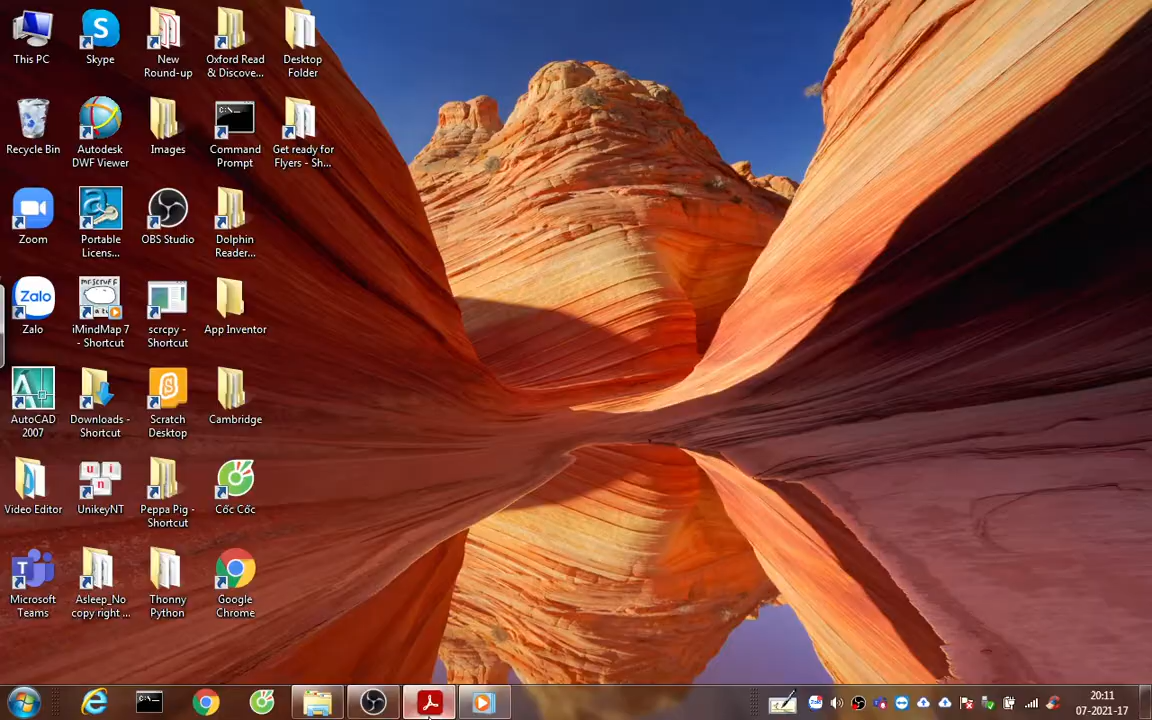 This PC
Skype
New
Round-up
Oxford Read
& Discove...
Desktop
Folder
Recycle Bin
Autodesk
DWF Viewer
Images
C:\...
Command
Prompt
Get ready for
Flyers - Sh...
Zoom
Portable
Licens...
OBS Studio
Dolphin
Reader...
Zalo
Zalo
iMindMap 7
- Shortcut
scrcpy -
Shortcut
App Inventor
AutoCAD
2007
Downloads -
Shortcut
Scratch
Desktop
Cambridge
u i
n
Video Editor
UnikeyNT
Peppa Pig -
Shortcut
Cốc Cốc
T
Microsoft
Teams
Asleep_No
copy right ...
Thonny
Python
Google
Chrome
20:11
07-2021-17